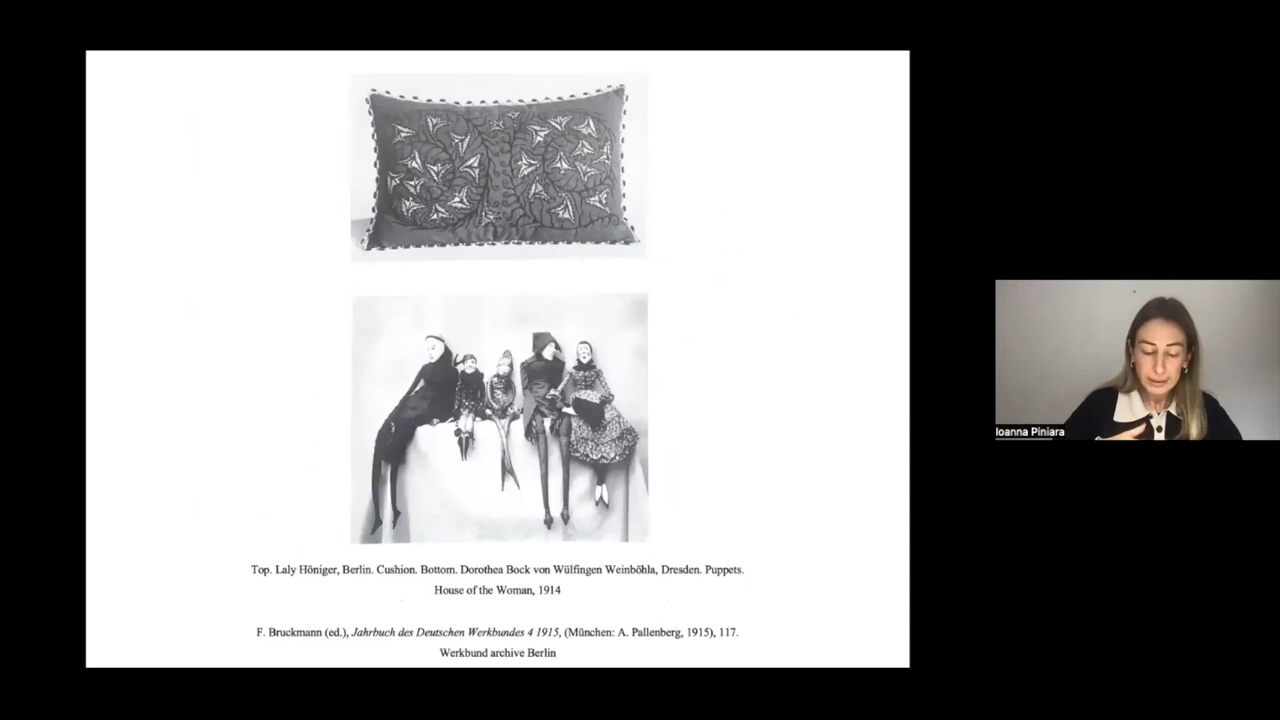 Top. Laly Höniger, Berlin. Cushion. Bottom. Dorothea Bock von Wülfingen Weinböhla, Dresden. Puppets.
House of the Woman, 1914
F. Bruckmann (ed.), Jahrbuch des Deutschen Werkbundes 4 1915, (München: A. Pallenberg, 1915), 117.
Werkbund archive Berlin
Ioanna Piniara